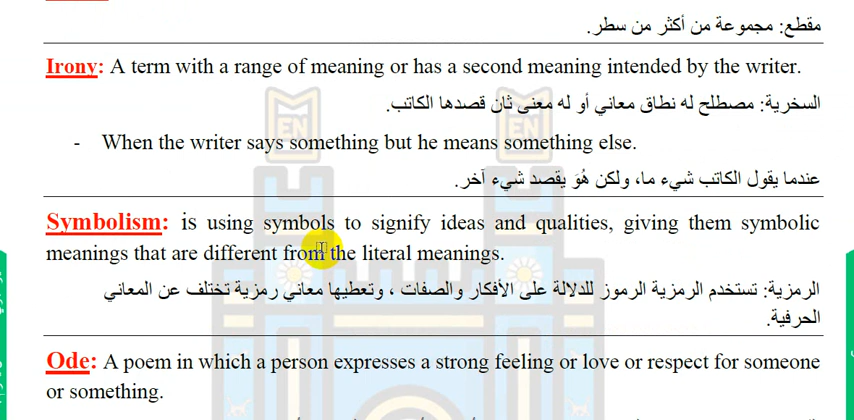 مقطع: مجموعة من أكثر من سطر.
Irony: A term with a range of meaning or has a second meaning intended by the writer.
السخرية: مصطلح له نطاق معاني أو له معنى ثان قصدها الكاتب.
- When the writer says something but he means something else.
عندما يقول الكاتب شيء ما، ولكن هُوَ يقصد شيء آخر.
Symbolism: is using symbols to signify ideas and qualities, giving them symbolic
meanings that are different from the literal meanings.
الرمزية: تستخدم الرمزية الرموز للدلالة على الأفكار والصفات ، وتعطيها معاني رمزية تختلف عن المعاني
الحرفية.
Ode: A poem in which a person expresses a strong feeling or love or respect for someone
or something.
EN
EN